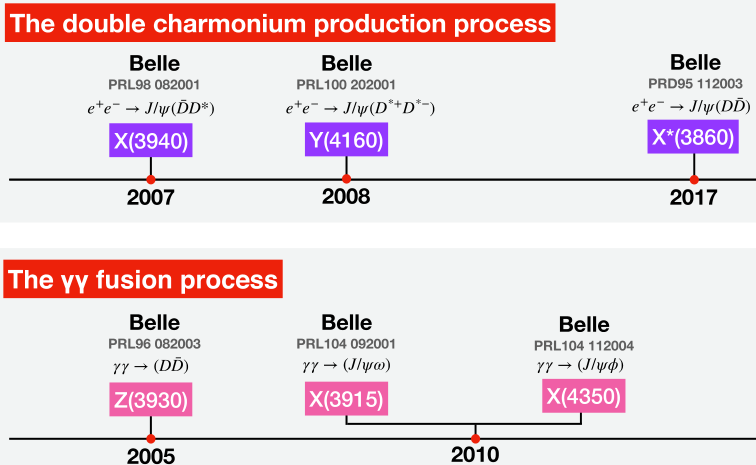 The double charmonium production process
Belle Belle Belle
PRL98 082001 PRL100 202001 PRD95 112003
e⁺e⁻ → J/ψ(D̄D*) e⁺e⁻ → J/ψ(D*⁺D*⁻) e⁺e⁻ → J/ψ(DD̄)
X(3940) Y(4160) X*(3860)
2007 2008 2017
The γγ fusion process
Belle Belle Belle
PRL96 082003 PRL104 092001 PRL104 112004
γγ → (DD̄) γγ → (J/ψω) γγ → (J/ψϕ)
Z(3930) X(3915) X(4350)
2005 2010